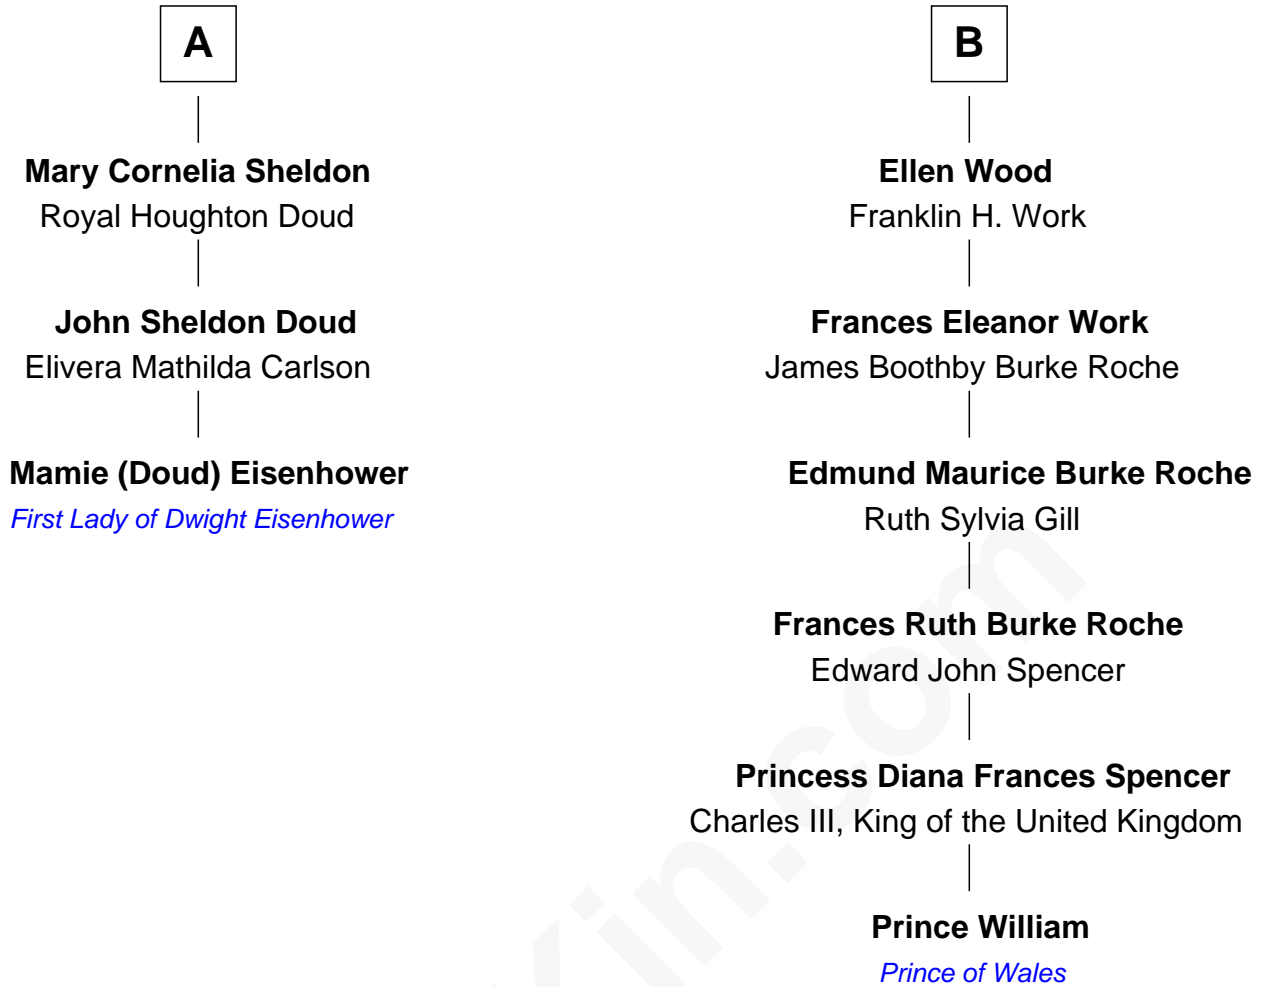 A
Mary Cornelia Sheldon
Royal Houghton Doud
John Sheldon Doud
Elivera Mathilda Carlson
Mamie (Doud) Eisenhower
First Lady of Dwight Eisenhower
B
Ellen Wood
Franklin H. Work
Frances Eleanor Work
James Boothby Burke Roche
Edmund Maurice Burke Roche
Ruth Sylvia Gill
Frances Ruth Burke Roche
Edward John Spencer
Princess Diana Frances Spencer
Charles III, King of the United Kingdom
Prince William
Prince of Wales
Kin.com